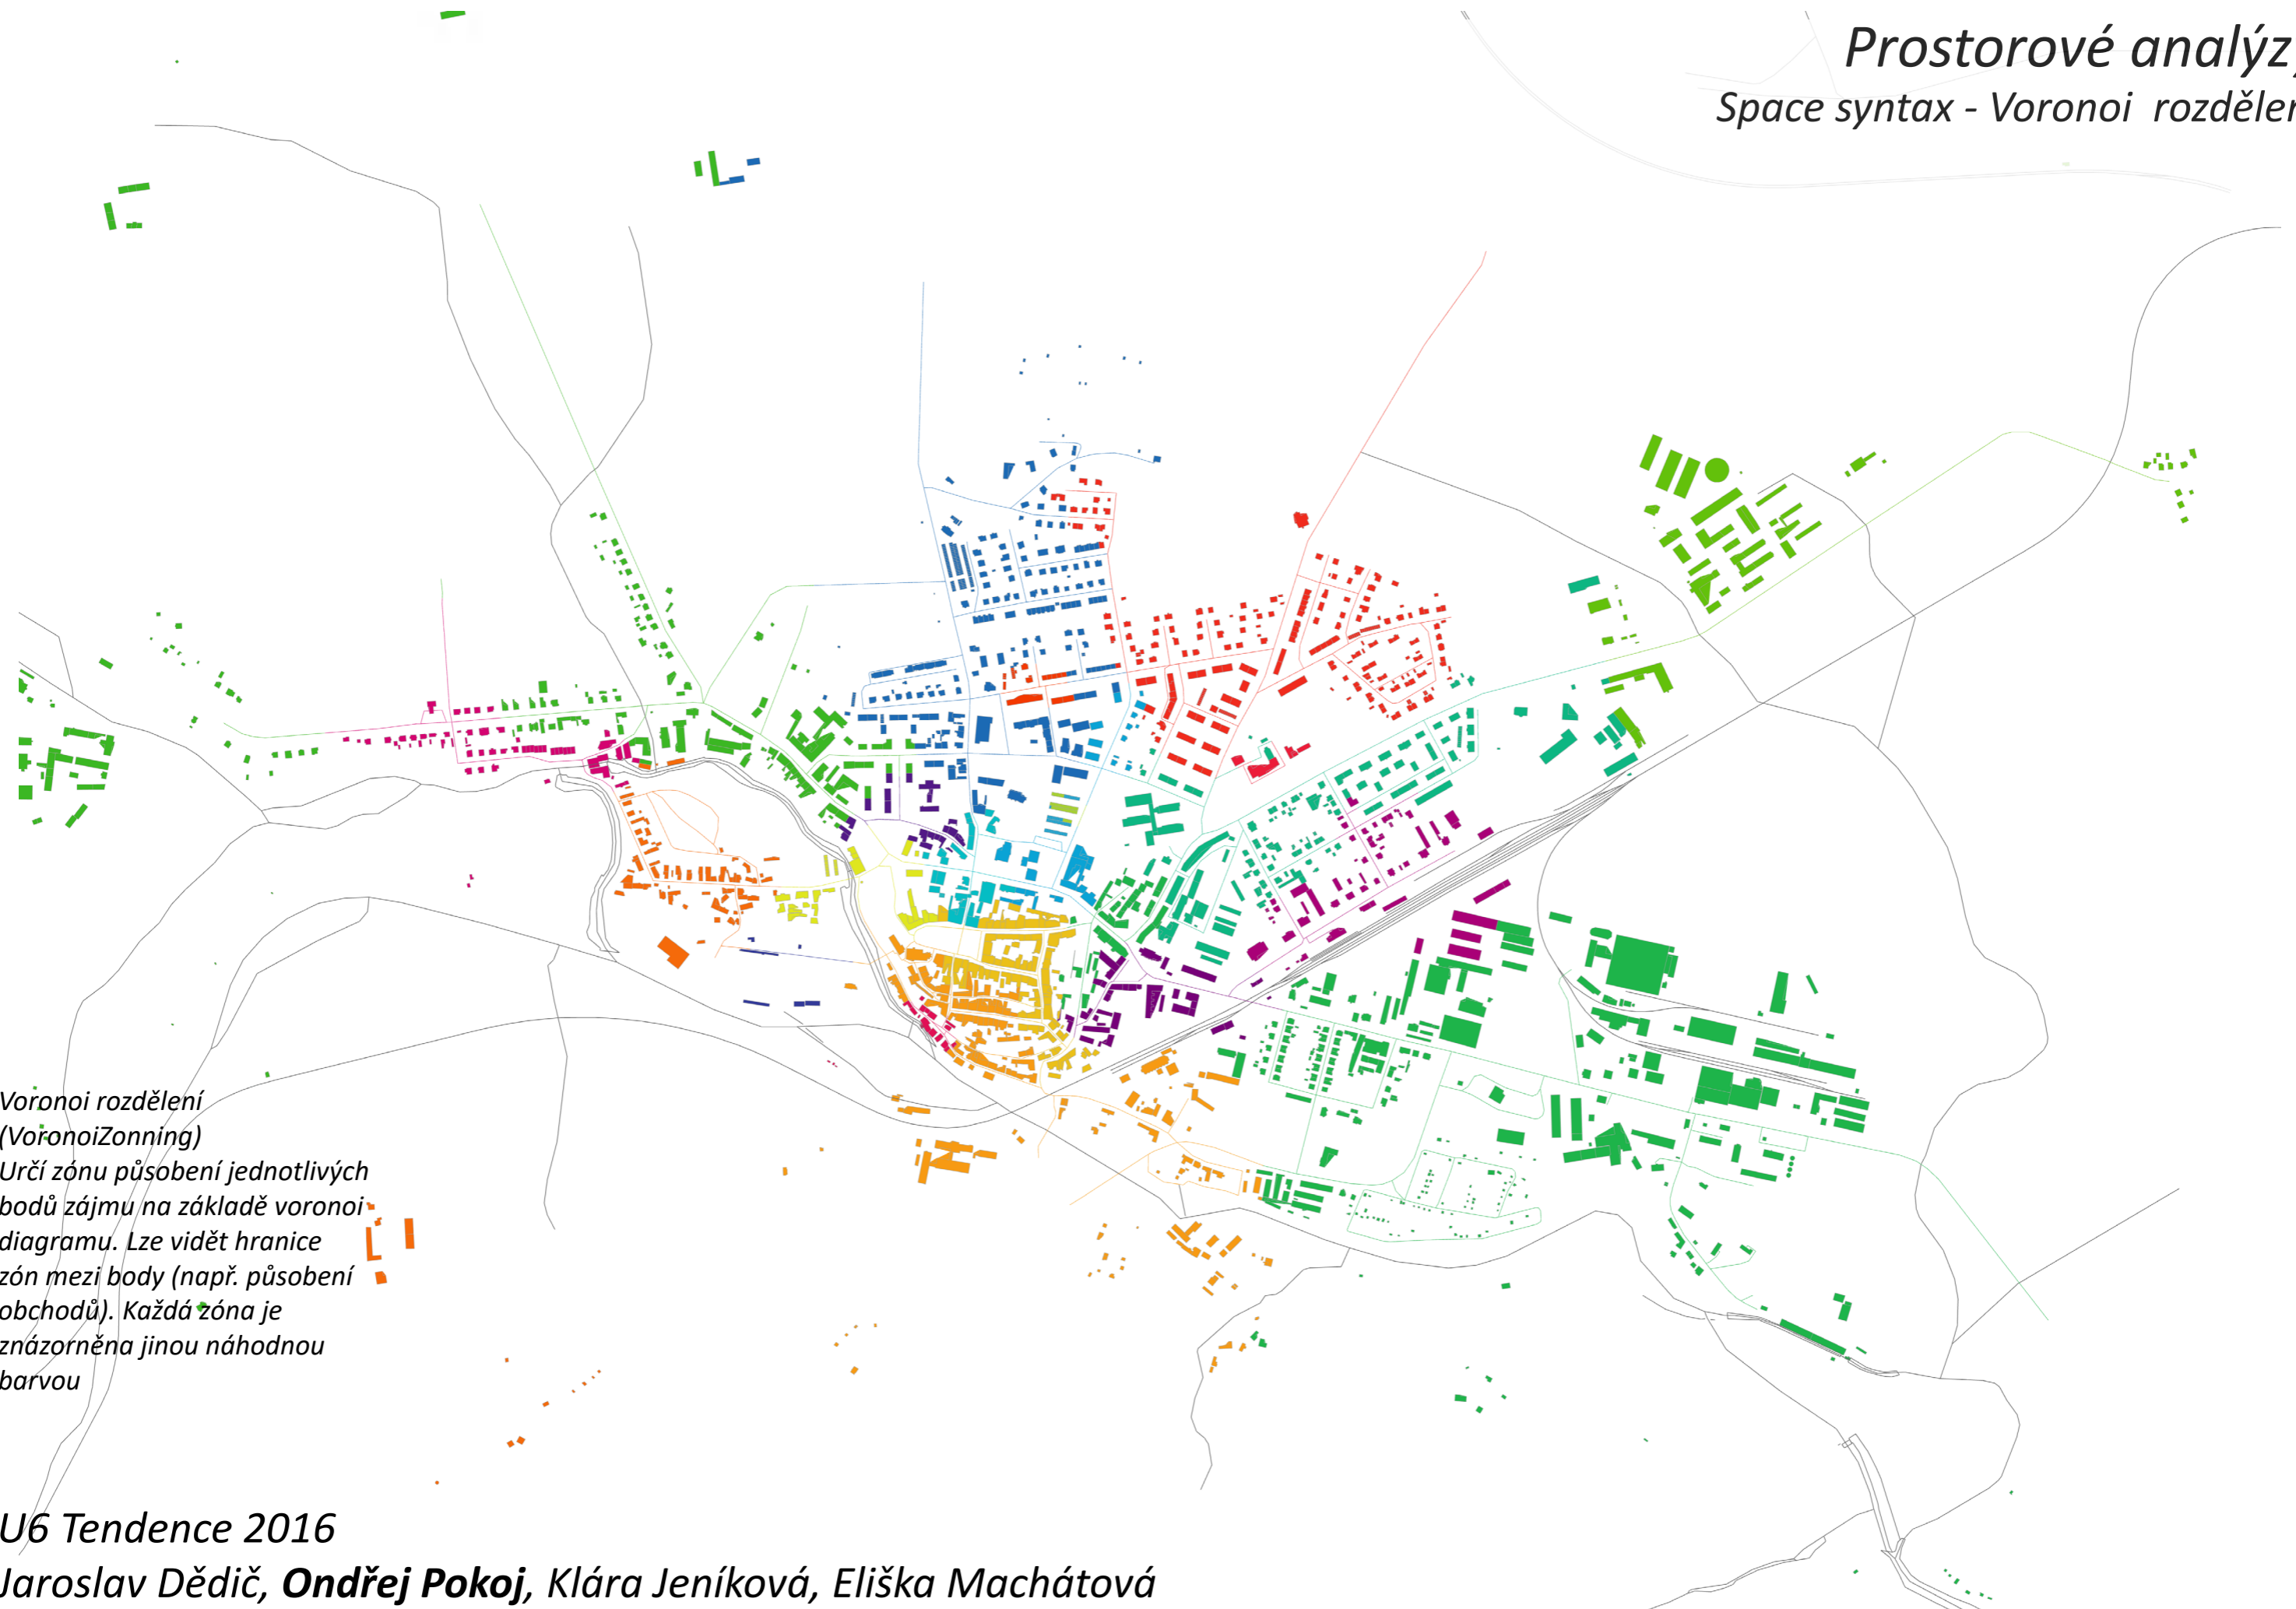 Prostorové analýz
Space syntax - Voronoi rozdělen
Voronoi rozdělení
(VoronoiZonning)
Určí zónu působení jednotlivých
bodů zájmu na základě voronoi
diagramu. Lze vidět hranice
zón mezi body (např. působení
obchodů). Každá zóna je
znázorněna jinou náhodnou
barvou
U6 Tendence 2016
Jaroslav Dědič, Ondřej Pokoj, Klára Jeníková, Eliška Machátová